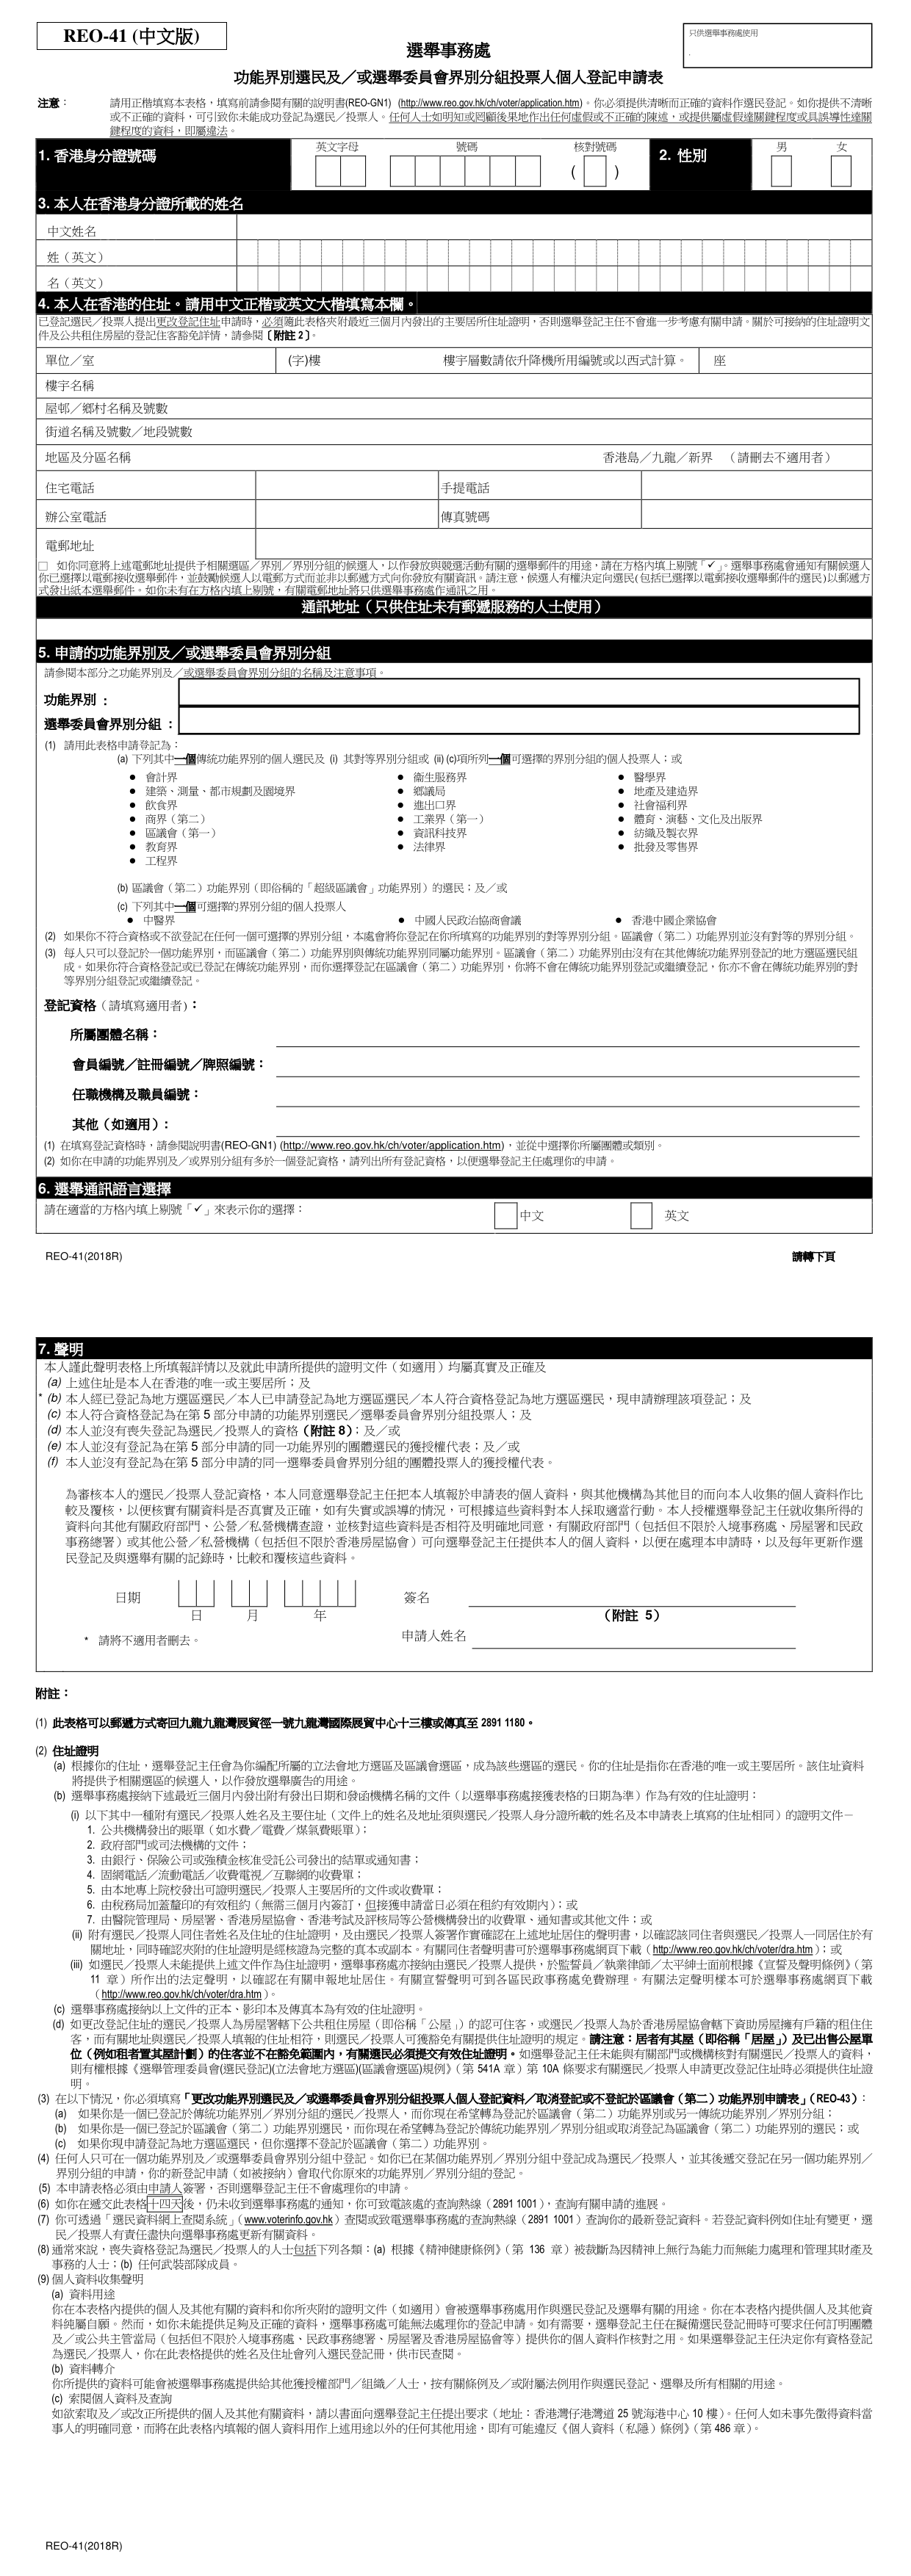 REO-41 (中文版)
只供選舉事務處使用
.
選舉事務處
功能界別選民及／或選舉委員會界別分組投票人個人登記申請表
注意： 請用正楷填寫本表格，填寫前請參閱有關的說明書(REO-GN1) (http://www.reo.gov.hk/ch/voter/application.htm)。你必須提供清晰而正確的資料作選民登記。如你提供不清晰
或不正確的資料，可引致你未能成功登記為選民／投票人。任何人士如明知或罔顧後果地作出任何虛假或不正確的陳述，或提供屬虛假達關鍵程度或具誤導性達關
鍵程度的資料，即屬違法。
1. 香港身分證號碼 英文字母 號碼 核對號碼 ( ) 2. 性別 男 女
3. 本人在香港身分證所載的姓名
中文姓名
姓（英文）
名（英文）
4. 本人在香港的住址。請用中文正楷或英文大楷填寫本欄。
已登記選民／投票人提出更改登記住址申請時，必須適此表格夾附最近三個月內發出的主要居所住址證明，否則選舉登記主任不會進一步考慮有關申請。關於可接納的住址證明文
件及公共租住房屋的登記住客豁免詳情，請參閱〔附註 2〕。
單位／室 (字)樓 樓字層數請依升降機所用編號或以西式計算。 座
樓宇名稱
屋邨／鄉村名稱及號數
街道名稱及號數／地段號數
地區及分區名稱 香港島／九龍／新界 （請刪去不適用者）
住宅電話 手提電話
辦公室電話 傳真號碼
電郵地址
□ 如你同意將上述電郵地址提供予相關選區／界別／界別分組的候選人，以作發放與競選活動有關的選舉郵件的用途，請在方格內填上剔號「✓」。選舉事務處會通知有關候選人
你已選擇以電郵接收選舉郵件，並鼓勵候選人以電郵方式而並非以郵遞方式向你發放有關資訊。請注意，候選人有權決定向選民(包括已選擇以電郵接收選舉郵件的選民)以郵遞方
式發出紙本選舉郵件。如你未有在方格內填上剔號，有關電郵地址將只供選舉事務處作通訊之用。
通訊地址（只供住址未有郵遞服務的人士使用）
5. 申請的功能界別及／或選舉委員會界別分組
請參閱本部分之功能界別及／或選舉委員會界別分組的名稱及注意事項。
功能界別 ：
選舉委員會界別分組 ：
(1) 請用此表格申請登記為：
(a) 下列其中一個傳統功能界別的個人選民及 (i) 其對等界別分組或 (ii) (c)項所列一個可選擇的界別分組的個人投票人；或
● 會計界 ● 衞生服務界 ● 醫學界
● 建築、測量、都市規劃及園境界 ● 鄉議局 ● 地產及建造界
● 飲食界 ● 進出口界 ● 社會福利界
● 商界（第二） ● 工業界（第一） ● 體育、演藝、文化及出版界
● 區議會（第一） ● 資訊科技界 ● 紡織及製衣界
● 教育界 ● 法律界 ● 批發及零售界
● 工程界
(b) 區議會（第二）功能界別（即俗稱的「超級區議會」功能界別）的選民；及／或
(c) 下列其中一個可選擇的界別分組的個人投票人
● 中醫界 ● 中國人民政治協商會議 ● 香港中國企業協會
(2) 如果你不符合資格或不欲登記在任何一個可選擇的界別分組，本處會將你登記在你所填寫的功能界別的對等界別分組。區議會（第二）功能界別並沒有對等的界別分組。
(3) 每人只可以登記於一個功能界別，而區議會（第二）功能界別與傳統功能界別同屬功能界別。區議會（第二）功能界別由沒有在其他傳統功能界別登記的地方選區選民組
成。如果你符合資格登記或已登記在傳統功能界別，而你選擇登記在區議會（第二）功能界別，你將不會在傳統功能界別登記或繼續登記，你亦不會在傳統功能界別的對
等界別分組登記或繼續登記。
登記資格（請填寫適用者)：
所屬團體名稱：
會員編號／註冊編號／牌照編號：
任職機構及職員編號：
其他（如適用）：
(1) 在填寫登記資格時，請參閱說明書(REO-GN1) (http://www.reo.gov.hk/ch/voter/application.htm)，並從中選擇你所屬團體或類別。
(2) 如你在申請的功能界別及／或界別分組有多於一個登記資格，請列出所有登記資格，以便選舉登記主任處理你的申請。
6. 選舉通訊語言選擇
請在適當的方格內填上剔號「✓」來表示你的選擇： 中文 英文
REO-41(2018R) 請轉下頁
7. 聲明
本人謹此聲明表格上所填報詳情以及就此申請所提供的證明文件（如適用）均屬真實及正確及
(a) 上述住址是本人在香港的唯一或主要居所；及
* (b) 本人經已登記為地方選區選民／本人已申請登記為地方選區選民／本人符合資格登記為地方選區選民，現申請辦理該項登記；及
(c) 本人符合資格登記為在第 5 部分申請的功能界別選民／選舉委員會界別分組投票人；及
(d) 本人並沒有喪失登記為選民／投票人的資格（附註 8）；及／或
(e) 本人並沒有登記為在第 5 部分申請的同一功能界別的團體選民的獲授權代表；及／或
(f) 本人並沒有登記為在第 5 部分申請的同一選舉委員會界別分組的團體投票人的獲授權代表。
為審核本人的選民／投票人登記資格，本人同意選舉登記主任把本人填報於申請表的個人資料，與其他機構為其他目的而向本人收集的個人資料作比
較及覆核，以便核實有關資料是否真實及正確，如有失實或誤導的情況，可根據這些資料對本人採取適當行動。本人授權選舉登記主任就收集所得的
資料向其他有關政府部門、公營／私營機構查證，並核對這些資料是否相符及明確地同意，有關政府部門（包括但不限於入境事務處、房屋署和民政
事務總署）或其他公營／私營機構（包括但不限於香港房屋協會）可向選舉登記主任提供本人的個人資料，以便在處理本申請時，以及每年更新作選
民登記及與選舉有關的記錄時，比較和覆核這些資料。
日期 簽名
日 月 年 （附註 5）
* 請將不適用者刪去。 申請人姓名
附註：
(1) 此表格可以郵遞方式寄回九龍九龍灣展貿徑一號九龍灣國際展貿中心十三樓或傳真至 2891 1180。
(2) 住址證明
(a) 根據你的住址，選舉登記主任會為你編配所屬的立法會地方選區及區議會選區，成為該些選區的選民。你的住址是指你在香港的唯一或主要居所。該住址資料
將提供予相關選區的候選人，以作發放選舉廣告的用途。
(b) 選舉事務處接納下述最近三個月內發出附有發出日期和發函機構名稱的文件（以選舉事務處接獲表格的日期為準）作為有效的住址證明：
(i) 以下其中一種附有選民／投票人姓名及主要住址（文件上的姓名及地址須與選民／投票人身分證所載的姓名及本申請表上填寫的住址相同）的證明文件－
1. 公共機構發出的賬單（如水費／電費／煤氣費賬單）；
2. 政府部門或司法機構的文件；
3. 由銀行、保險公司或強積金核准受託公司發出的結單或通知書；
4. 固網電話／流動電話／收費電視／互聯網的收費單；
5. 由本地專上院校發出可證明選民／投票人主要居所的文件或收費單；
6. 由稅務局加蓋釐印的有效租約（無需三個月內簽訂，但接獲申請當日必須在租約有效期內）；或
7. 由醫院管理局、房屋署、香港房屋協會、香港考試及評核局等公營機構發出的收費單、通知書或其他文件；或
(ii) 附有選民／投票人同住者姓名及住址的住址證明，及由選民／投票人簽署作實確認在上述地址居住的聲明書，以確認該同住者與選民／投票人一同居住於有
關地址，同時確認夾附的住址證明是經核證為完整的真本或副本。有關同住者聲明書可於選舉事務處網頁下載（http://www.reo.gov.hk/ch/voter/dra.htm）；或
(iii) 如選民／投票人未能提供上述文件作為住址證明，選舉事務處亦接納由選民／投票人提供，於監誓員／執業律師／太平紳士面前根據《宣誓及聲明條例》（第
11 章）所作出的法定聲明，以確認在有關申報地址居住。有關宣誓聲明可到各區民政事務處免費辦理。有關法定聲明樣本可於選舉事務處網頁下載
（http://www.reo.gov.hk/ch/voter/dra.htm）。
(c) 選舉事務處接納以上文件的正本、影印本及傳真本為有效的住址證明。
(d) 如更改登記住址的選民／投票人為房屋署轄下公共租住房屋（即俗稱「公屋」）的認可住客，或選民／投票人為於香港房屋協會轄下資助房屋擁有戶籍的租住住
客，而有關地址與選民／投票人填報的住址相符，則選民／投票人可獲豁免有關提供住址證明的規定。請注意：居者有其屋（即俗稱「居屋」）及已出售公屋單
位（例如租者置其屋計劃）的住客並不在豁免範圍內，有關選民必須提交有效住址證明。如選舉登記主任未能與有關部門或機構核對有關選民／投票人的資料，
則有權根據《選舉管理委員會(選民登記)(立法會地方選區)(區議會選區)規例》（第 541A 章）第 10A 條要求有關選民／投票人申請更改登記住址時必須提供住址證
明。
(3) 在以下情況，你必須填寫「更改功能界別選民及／或選舉委員會界別分組投票人個人登記資料／取消登記或不登記於區議會（第二）功能界別申請表」（REO-43）：
(a) 如果你是一個已登記於傳統功能界別／界別分組的選民／投票人，而你現在希望轉為登記於區議會（第二）功能界別或另一傳統功能界別／界別分組；
(b) 如果你是一個已登記於區議會（第二）功能界別選民，而你現在希望轉為登記於傳統功能界別／界別分組或取消登記為區議會（第二）功能界別的選民；或
(c) 如果你現申請登記為地方選區選民，但你選擇不登記於區議會（第二）功能界別。
(4) 任何人只可在一個功能界別及／或選舉委員會界別分組中登記。如你已在某個功能界別／界別分組中登記成為選民／投票人，並其後遞交登記在另一個功能界別／
界別分組的申請，你的新登記申請（如被接納）會取代你原來的功能界別／界別分組的登記。
(5) 本申請表格必須由申請人簽署，否則選舉登記主任不會處理你的申請。
(6) 如你在遞交此表格十四天後，仍未收到選舉事務處的通知，你可致電該處的查詢熱線（2891 1001），查詢有關申請的進展。
(7) 你可透過「選民資料網上查閱系統」（www.voterinfo.gov.hk）查閱或致電選舉事務處的查詢熱線（2891 1001）查詢你的最新登記資料。若登記資料例如住址有變更，選
民／投票人有責任盡快向選舉事務處更新有關資料。
(8) 通常來說，喪失資格登記為選民／投票人的人士包括下列各類：(a) 根據《精神健康條例》（第 136 章）被裁斷為因精神上無行為能力而無能力處理和管理其財產及
事務的人士；(b) 任何武裝部隊成員。
(9) 個人資料收集聲明
(a) 資料用途
你在本表格內提供的個人及其他有關的資料和你所夾附的證明文件（如適用）會被選舉事務處用作與選民登記及選舉有關的用途。你在本表格內提供個人及其他資
料純屬自願。然而，如你未能提供足夠及正確的資料，選舉事務處可能無法處理你的登記申請。如有需要，選舉登記主任在擬備選民登記冊時可要求任何訂明團體
及／或公共主管當局（包括但不限於入境事務處、民政事務總署、房屋署及香港房屋協會等）提供你的個人資料作核對之用。如果選舉登記主任決定你有資格登記
為選民／投票人，你在此表格提供的姓名及住址會列入選民登記冊，供市民查閱。
(b) 資料轉介
你所提供的資料可能會被選舉事務處提供給其他獲授權部門／組織／人士，按有關條例及／或附屬法例用作與選民登記、選舉及所有相關的用途。
(c) 索閱個人資料及查詢
如欲索取及／或改正所提供的個人及其他有關資料，請以書面向選舉登記主任提出要求（地址：香港灣仔港灣道 25 號海港中心 10 樓）。任何人如未事先徵得資料當
事人的明確同意，而將在此表格內填報的個人資料用作上述用途以外的任何其他用途，即有可能違反《個人資料（私隱）條例》（第 486 章）。
REO-41(2018R)